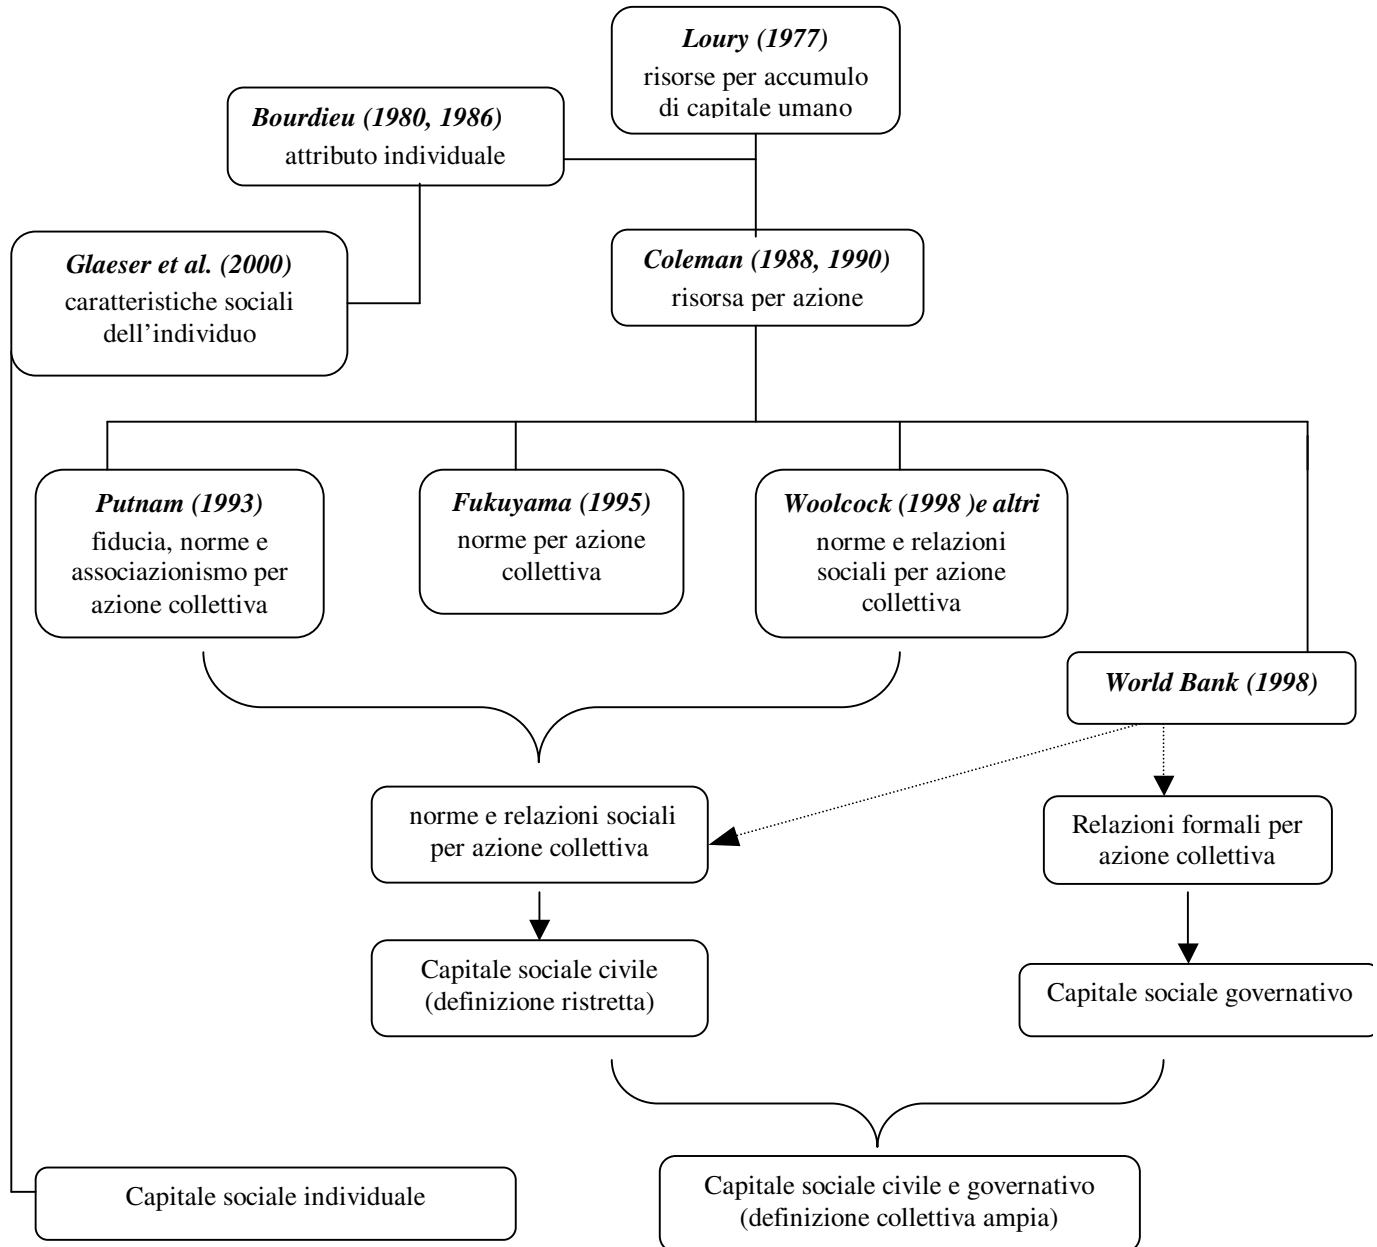 Loury (1977)
risorse per accumulo
di capitale umano
Bourdieu (1980, 1986)
attributo individuale
Glaeser et al. (2000)
caratteristiche sociali
dell’individuo
Coleman (1988, 1990)
risorsa per azione
Putnam (1993)
fiducia, norme e
associazionismo per
azione collettiva
Fukuyama (1995)
norme per azione
collettiva
Woolcock (1998 )e altri
norme e relazioni
sociali per azione
collettiva
World Bank (1998)
norme e relazioni sociali
per azione collettiva
Relazioni formali per
azione collettiva
Capitale sociale civile
(definizione ristretta)
Capitale sociale governativo
Capitale sociale individuale
Capitale sociale civile e governativo
(definizione collettiva ampia)